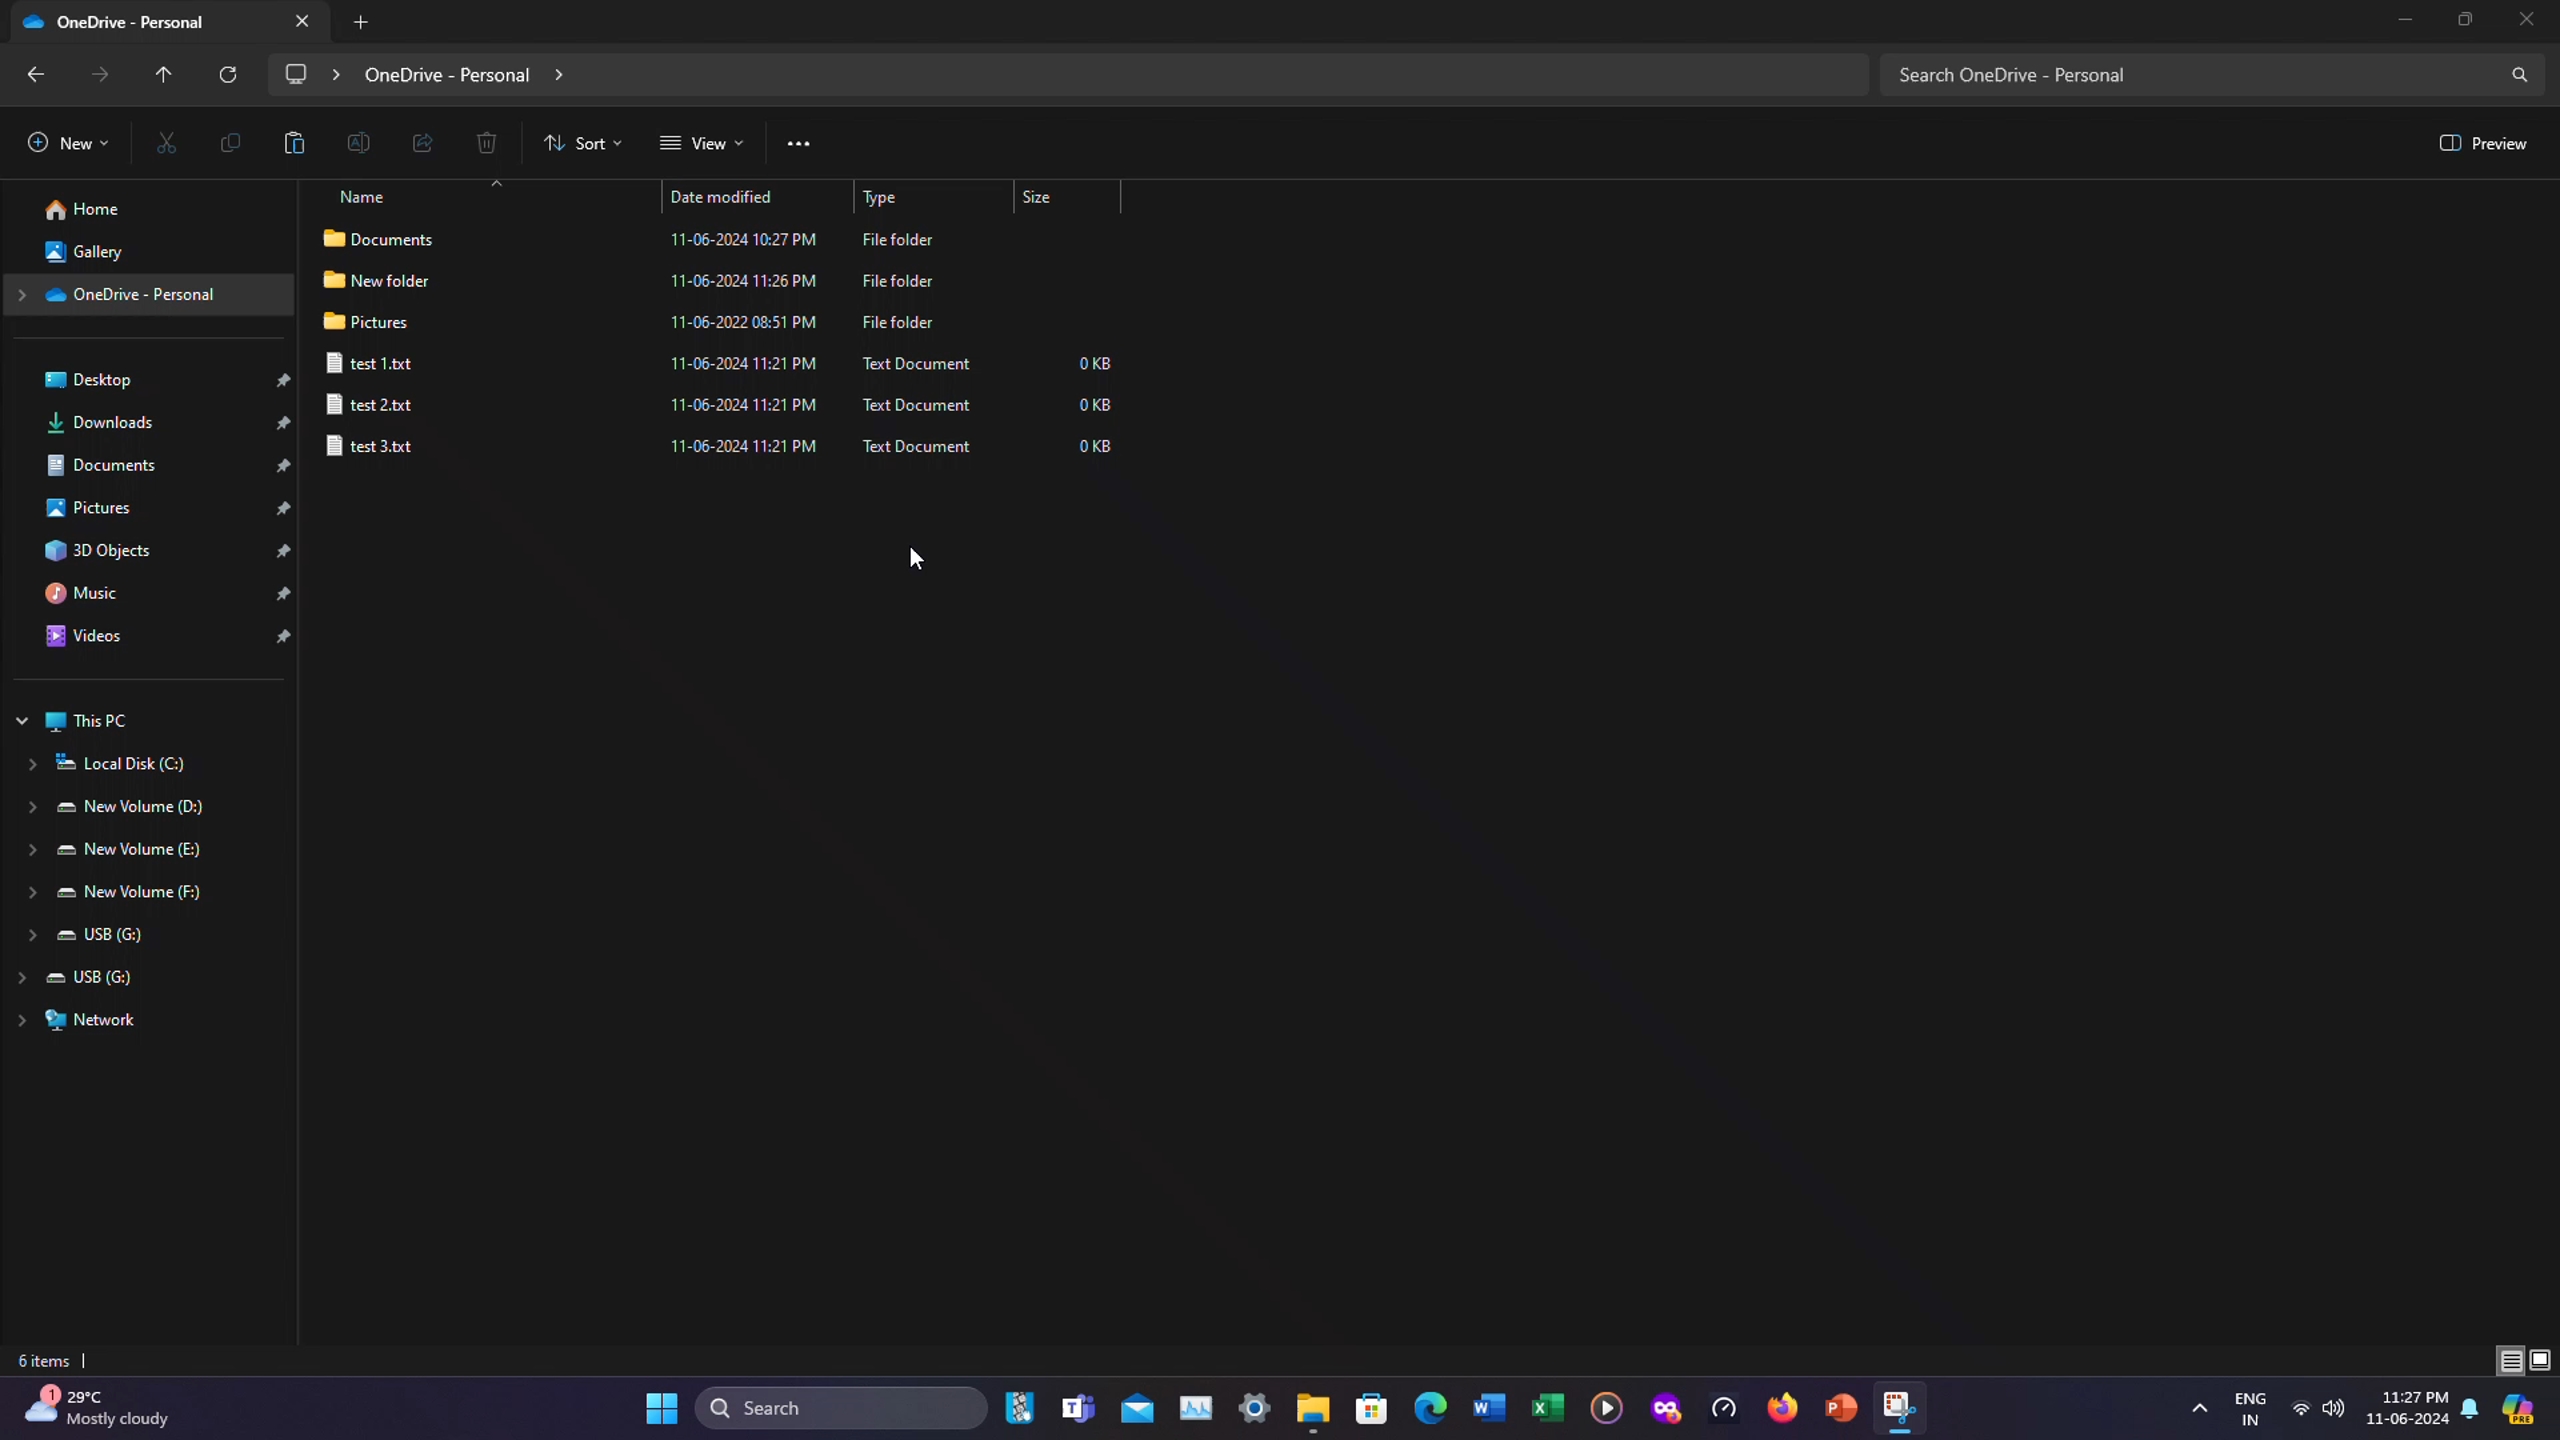 OneDrive - Personal
OneDrive - Personal
Search OneDrive - Personal
New
Sort
View
Preview
Name Date modified Type Size
Documents 11-06-2024 10:27 PM File folder
New folder 11-06-2024 11:26 PM File folder
Pictures 11-06-2022 08:51 PM File folder
test 1.txt 11-06-2024 11:21 PM Text Document 0 KB
test 2.txt 11-06-2024 11:21 PM Text Document 0 KB
test 3.txt 11-06-2024 11:21 PM Text Document 0 KB
Home
Gallery
OneDrive - Personal
Desktop
Downloads
Documents
Pictures
3D Objects
Music
Videos
This PC
Local Disk (C:)
New Volume (D:)
New Volume (E:)
New Volume (F:)
USB (G:)
USB (G:)
Network
6 items
1
29°C
Mostly cloudy
Search
T
W
X
P
ENG
IN
11:27 PM
11-06-2024
PRE